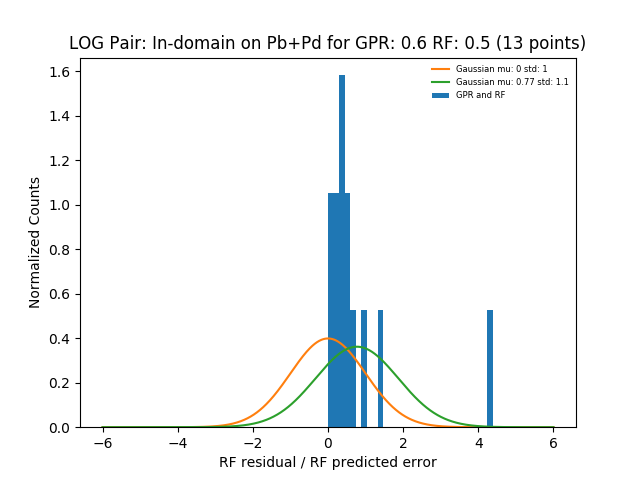 LOG Pair: In-domain on Pb+Pd for GPR: 0.6 RF: 0.5 (13 points)
Gaussian mu: 0 std: 1
Gaussian mu: 0.77 std: 1.1
GPR and RF
Normalized Counts
1.6
1.4
1.2
1.0
0.8
0.6
0.4
0.2
0.0
−6 −4 −2 0 2 4 6
RF residual / RF predicted error